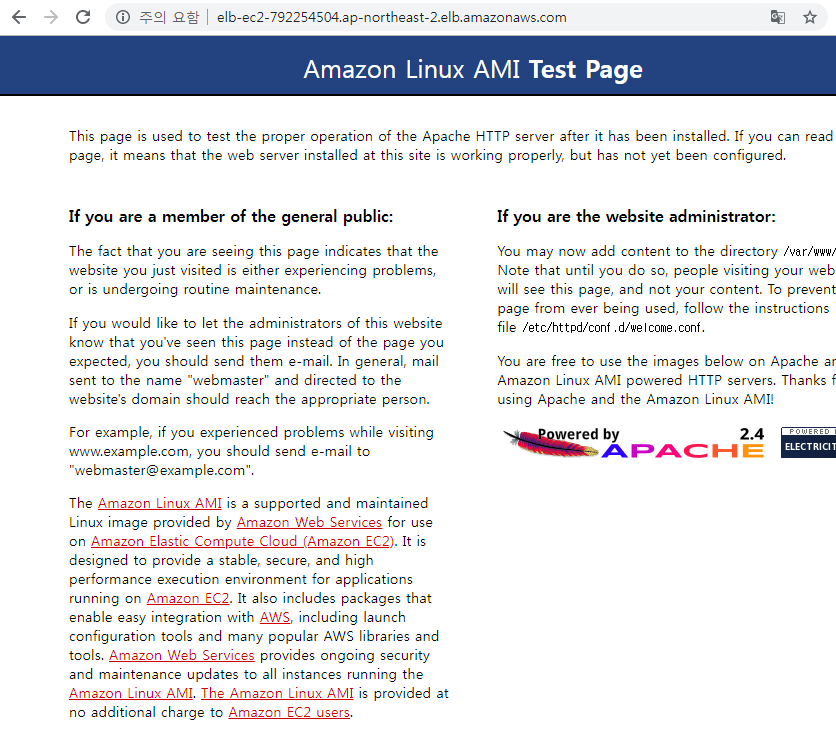 주의 요함 elb-ec2-792254504.ap-northeast-2.elb.amazonaws.com
Amazon Linux AMI Test Page
This page is used to test the proper operation of the Apache HTTP server after it has been installed. If you can read
page, it means that the web server installed at this site is working properly, but has not yet been configured.
If you are a member of the general public:
The fact that you are seeing this page indicates that the
website you just visited is either experiencing problems,
or is undergoing routine maintenance.
If you would like to let the administrators of this website
know that you've seen this page instead of the page you
expected, you should send them e-mail. In general, mail
sent to the name "webmaster" and directed to the
website's domain should reach the appropriate person.
For example, if you experienced problems while visiting
www.example.com, you should send e-mail to
"webmaster@example.com".
The Amazon Linux AMI is a supported and maintained
Linux image provided by Amazon Web Services for use
on Amazon Elastic Compute Cloud (Amazon EC2). It is
designed to provide a stable, secure, and high
performance execution environment for applications
running on Amazon EC2. It also includes packages that
enable easy integration with AWS, including launch
configuration tools and many popular AWS libraries and
tools. Amazon Web Services provides ongoing security
and maintenance updates to all instances running the
Amazon Linux AMI. The Amazon Linux AMI is provided at
no additional charge to Amazon EC2 users.
If you are the website administrator:
You may now add content to the directory /var/www/
Note that until you do so, people visiting your web
will see this page, and not your content. To prevent
page from ever being used, follow the instructions
file /etc/httpd/conf.d/welcome.conf.
You are free to use the images below on Apache an
Amazon Linux AMI powered HTTP servers. Thanks f
using Apache and the Amazon Linux AMI!
Powered by 2.4
APACHE
POWERED
ELECTRICIT